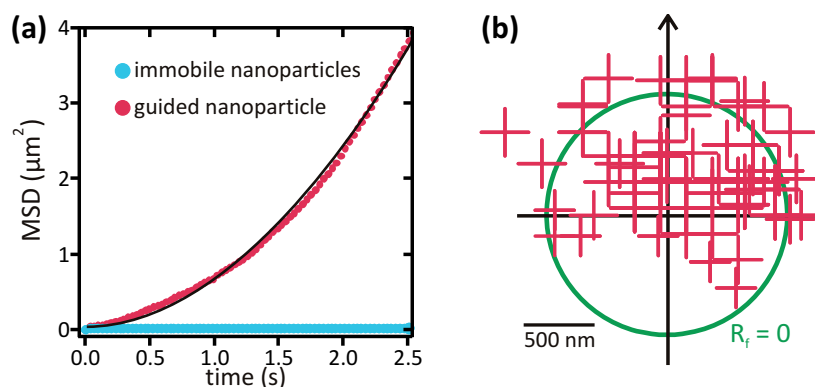 (a)
4
3
2
1
0
MSD (μm²)
immobile nanoparticles
guided nanoparticle
0.0 0.5 1.0 1.5 2.0 2.5
time (s)
(b)
500 nm
R_f = 0